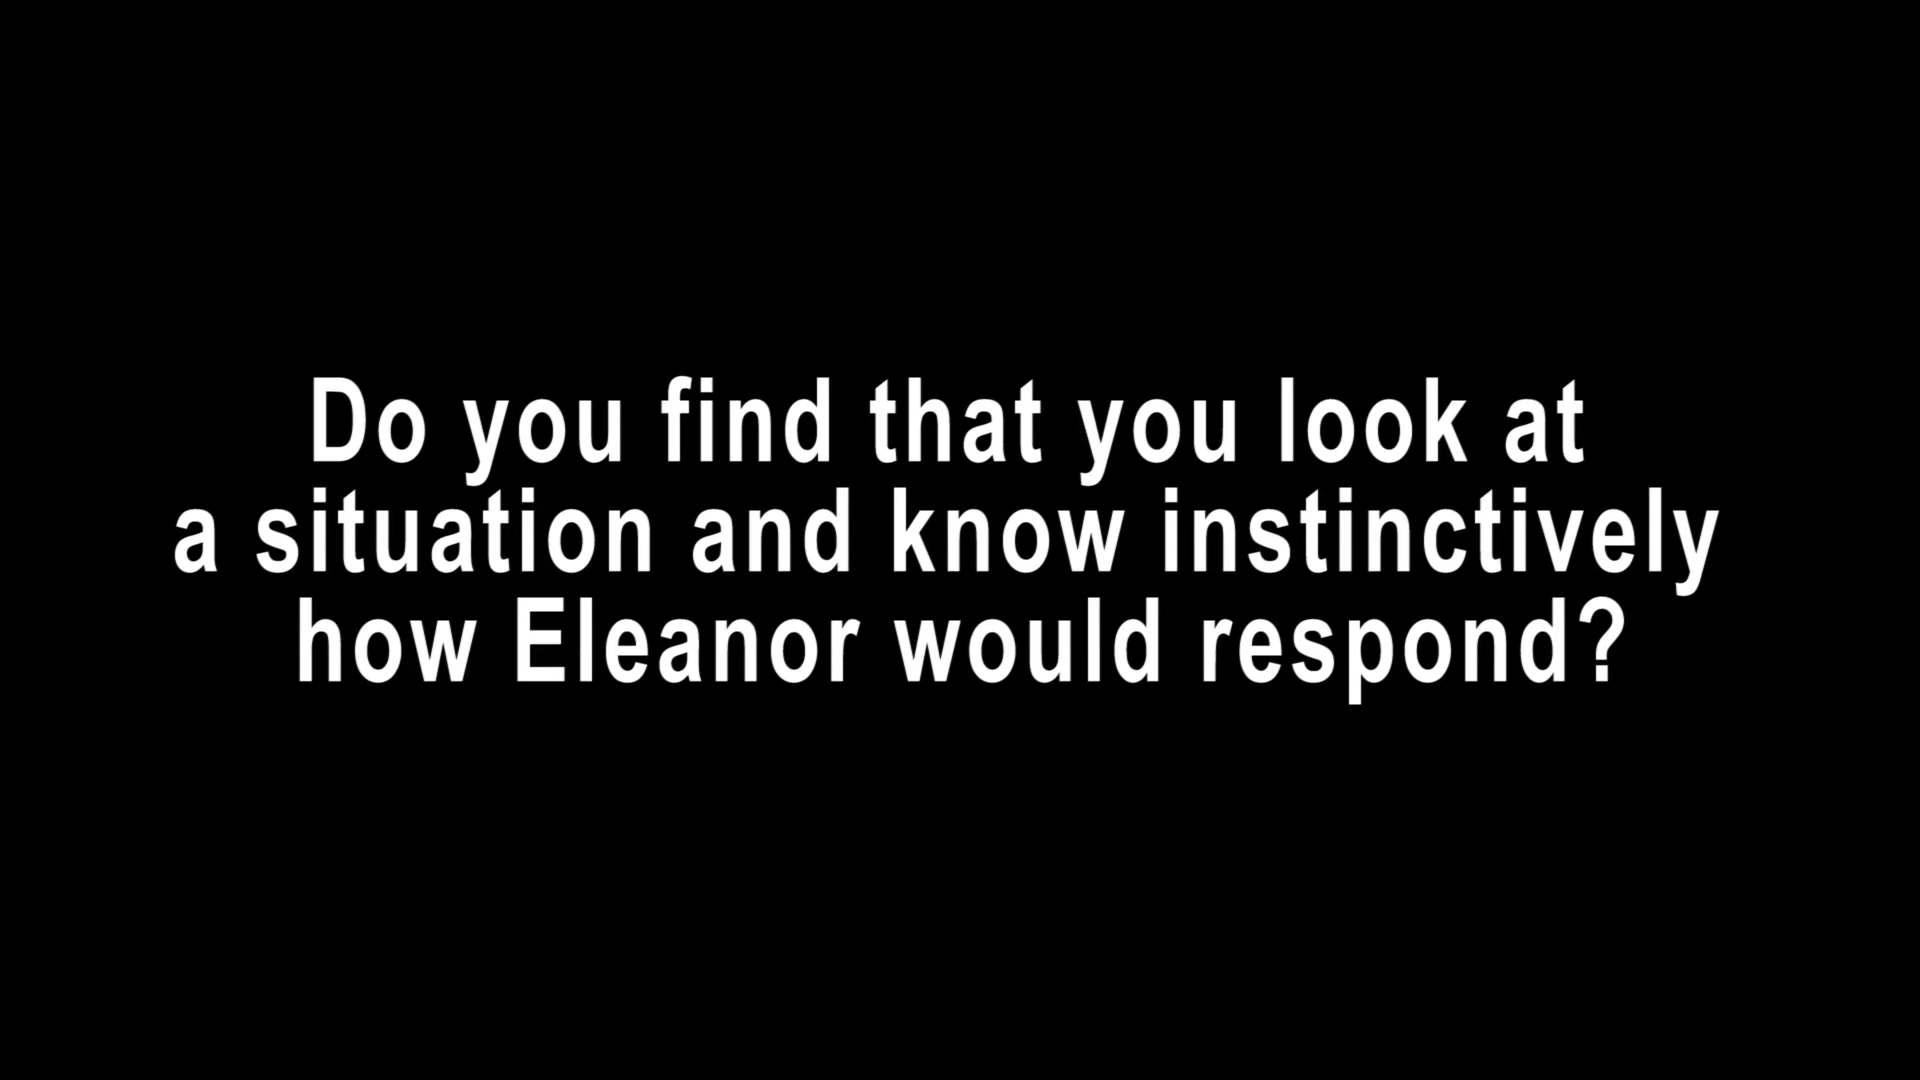 Do you find that you look at
a situation and know instinctively
how Eleanor would respond?